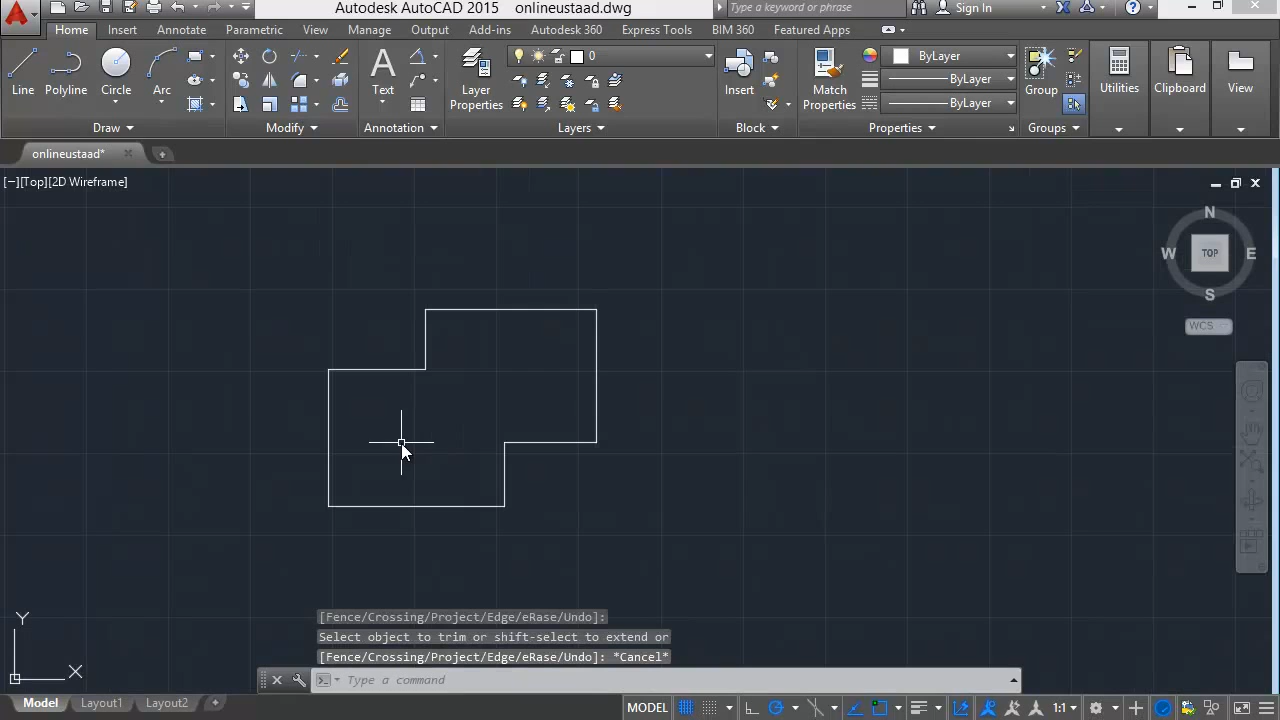 Autodesk AutoCAD 2015 onlineustaad.dwg
Type a keyword or phrase
Sign In
Home Insert Annotate Parametric View Manage Output Add-ins Autodesk 360 Express Tools BIM 360 Featured Apps
Line Polyline Circle Arc
Text
Layer Properties
0
Insert
Match Properties
ByLayer
ByLayer
ByLayer
Group
Utilities
Clipboard
View
Draw Modify Annotation Layers Block Properties Groups
onlineustaad*
[−][Top][2D Wireframe]
N
W TOP E
S
WCS
Y
X
[Fence/Crossing/Project/Edge/eRase/Undo]:
Select object to trim or shift-select to extend or
[Fence/Crossing/Project/Edge/eRase/Undo]: *Cancel*
Type a command
Model Layout1 Layout2
MODEL 1:1